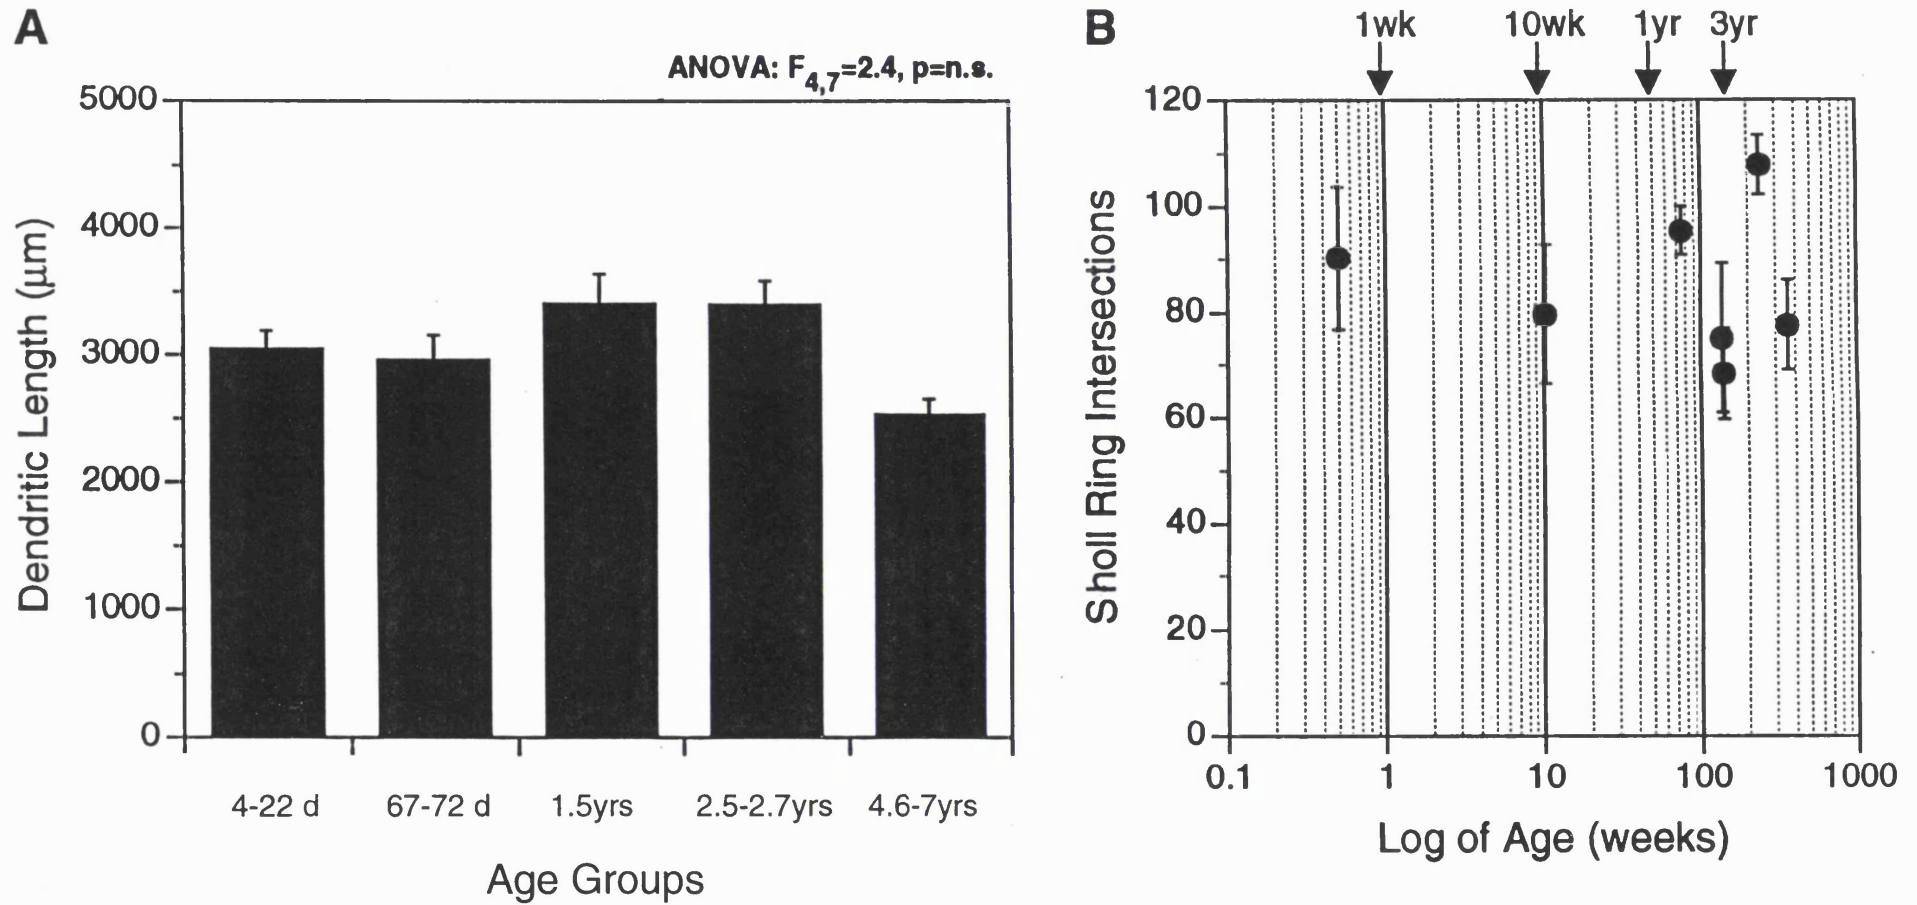 A
ANOVA: F4,7=2.4, p=n.s.
5000
4000
3000
2000
1000
0
Dendritic Length (μm)
4-22 d 67-72 d 1.5yrs 2.5-2.7yrs 4.6-7yrs
Age Groups
B
1wk 10wk 1yr 3yr
120
100
80
60
40
20
0
Sholl Ring Intersections
0.1 1 10 100 1000
Log of Age (weeks)